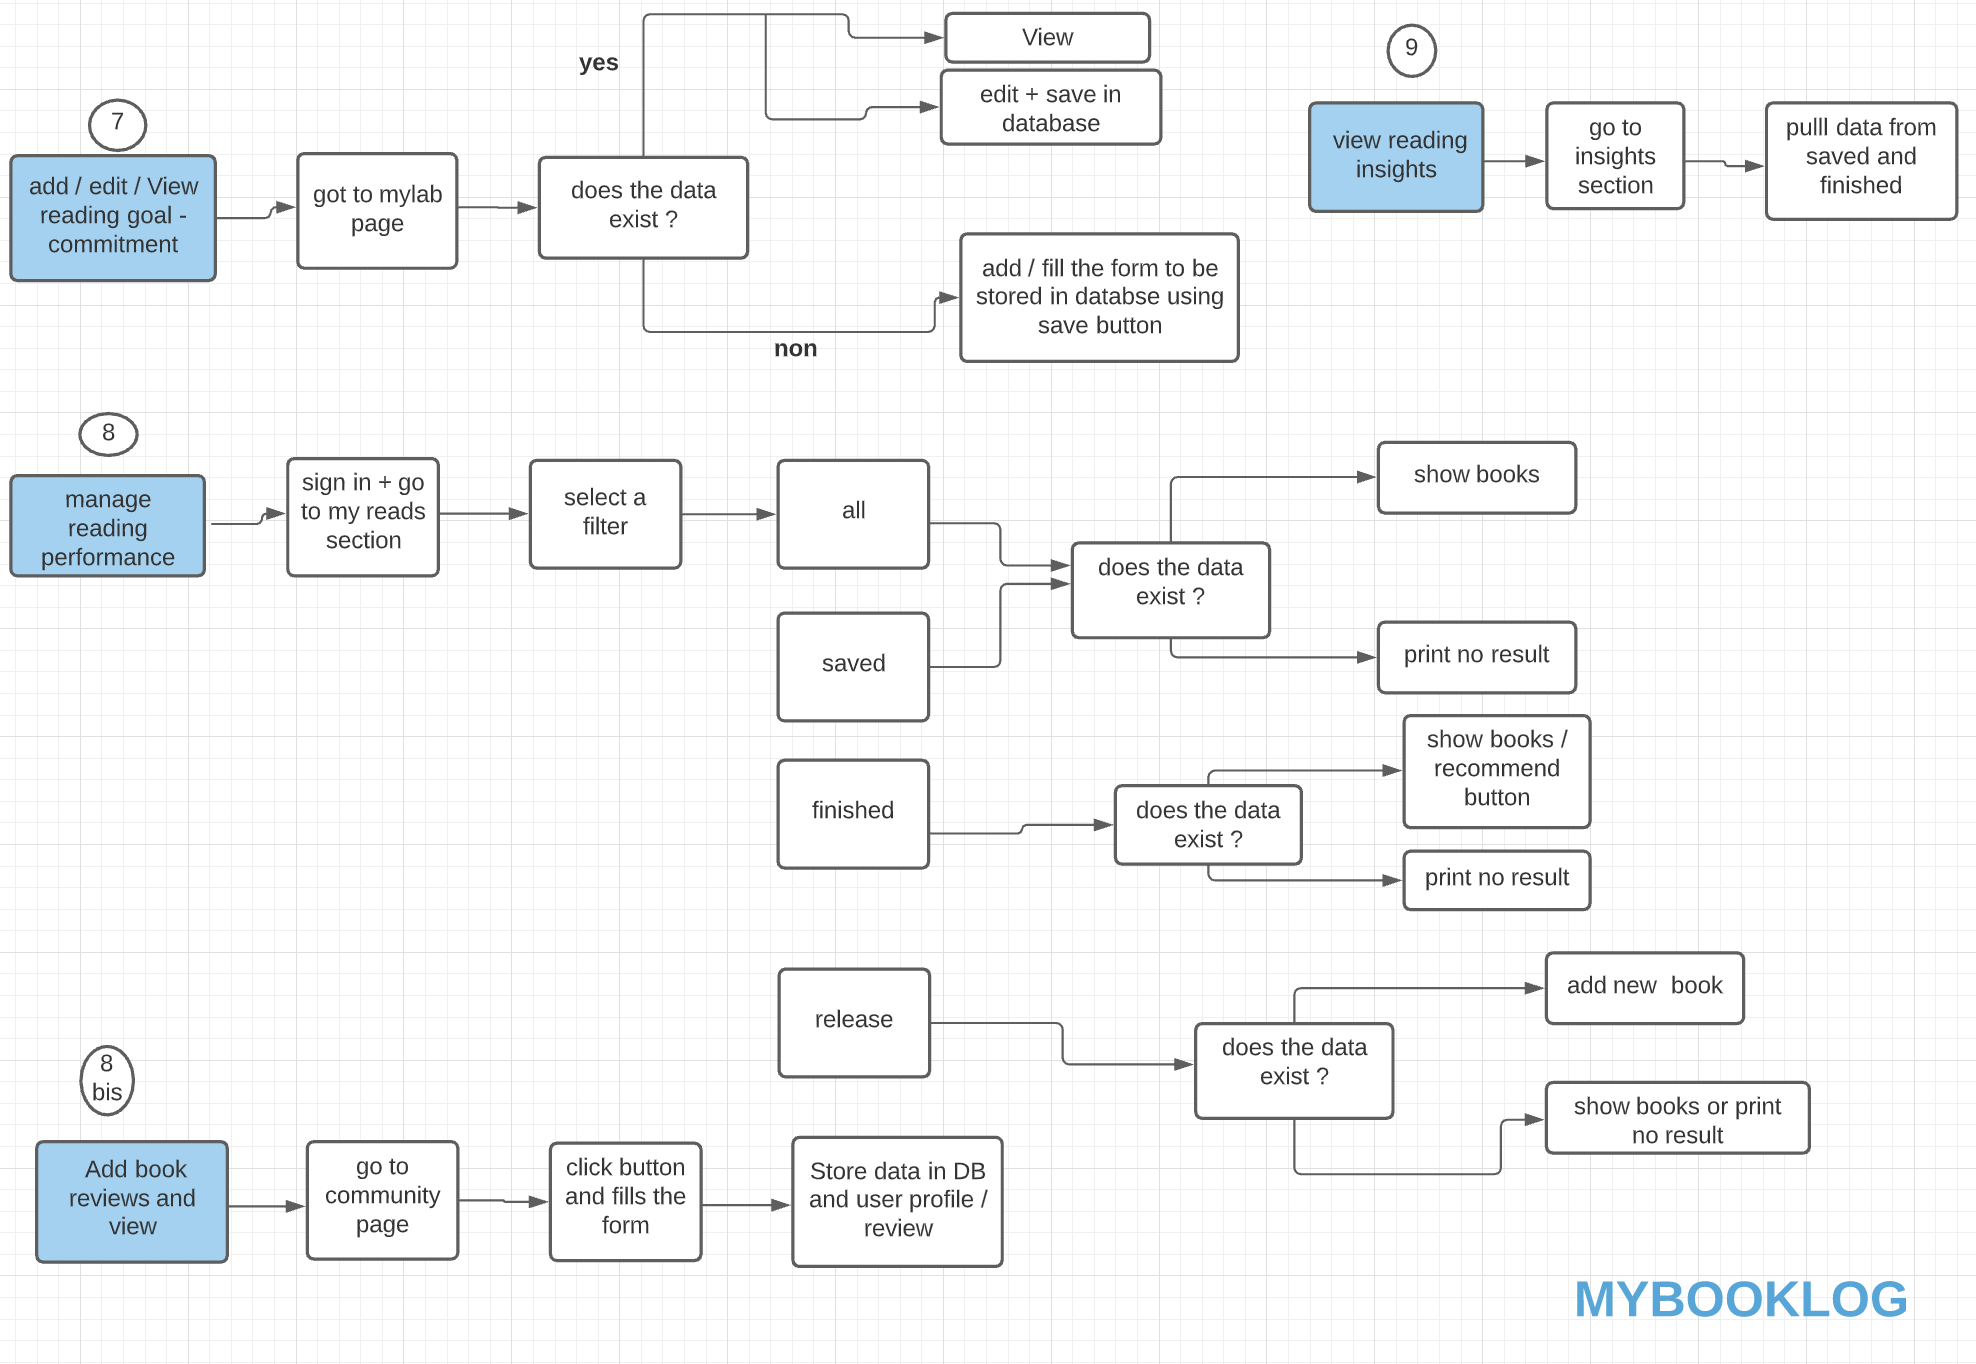 7
add / edit / View
reading goal -
commitment
got to mylab
page
does the data
exist ?
yes
View
edit + save in
database
non
add / fill the form to be
stored in databse using
save button
9
view reading
insights
go to
insights
section
pulll data from
saved and
finished
8
manage
reading
performance
sign in + go
to my reads
section
select a
filter
all
saved
does the data
exist ?
show books
print no result
finished
does the data
exist ?
show books /
recommend
button
print no result
release
does the data
exist ?
add new  book
show books or print
no result
8
bis
Add book
reviews and
view
go to
community
page
click button
and fills the
form
Store data in DB
and user profile /
review
MYBOOKLOG